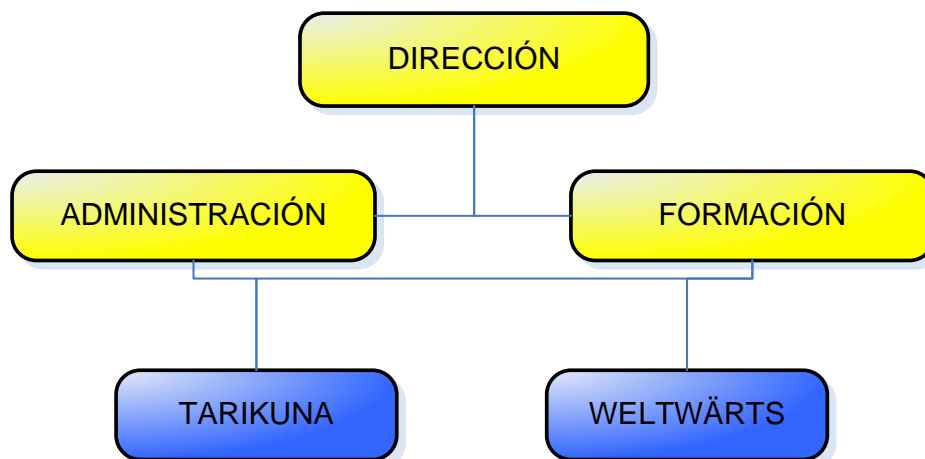 DIRECCIÓN
ADMINISTRACIÓN
FORMACIÓN
TARIKUNA
WELTWÄRTS